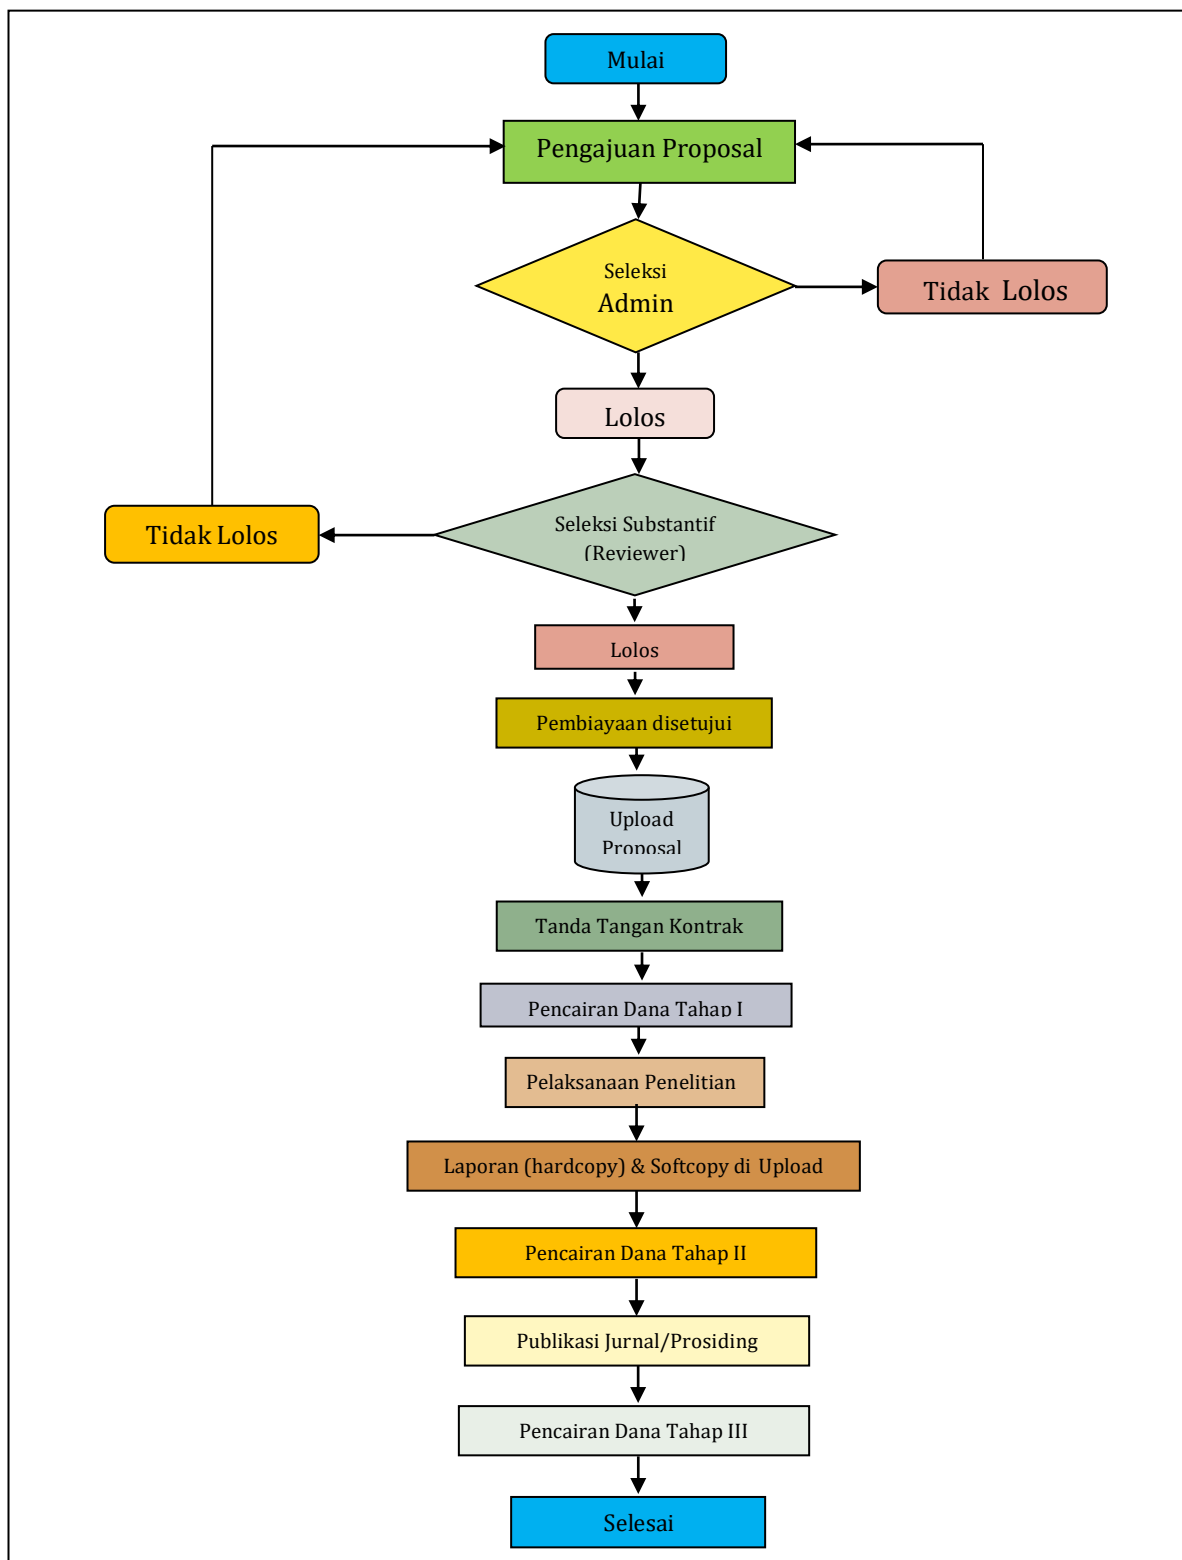 Mulai
Pengajuan Proposal
Seleksi
Admin
Tidak Lolos
Lolos
Seleksi Substantif
(Reviewer)
Tidak Lolos
Lolos
Pembiayaan disetujui
Upload
Proposal
Tanda Tangan Kontrak
Pencairan Dana Tahap I
Pelaksanaan Penelitian
Laporan (hardcopy) & Softcopy di Upload
Pencairan Dana Tahap II
Publikasi Jurnal/Prosiding
Pencairan Dana Tahap III
Selesai